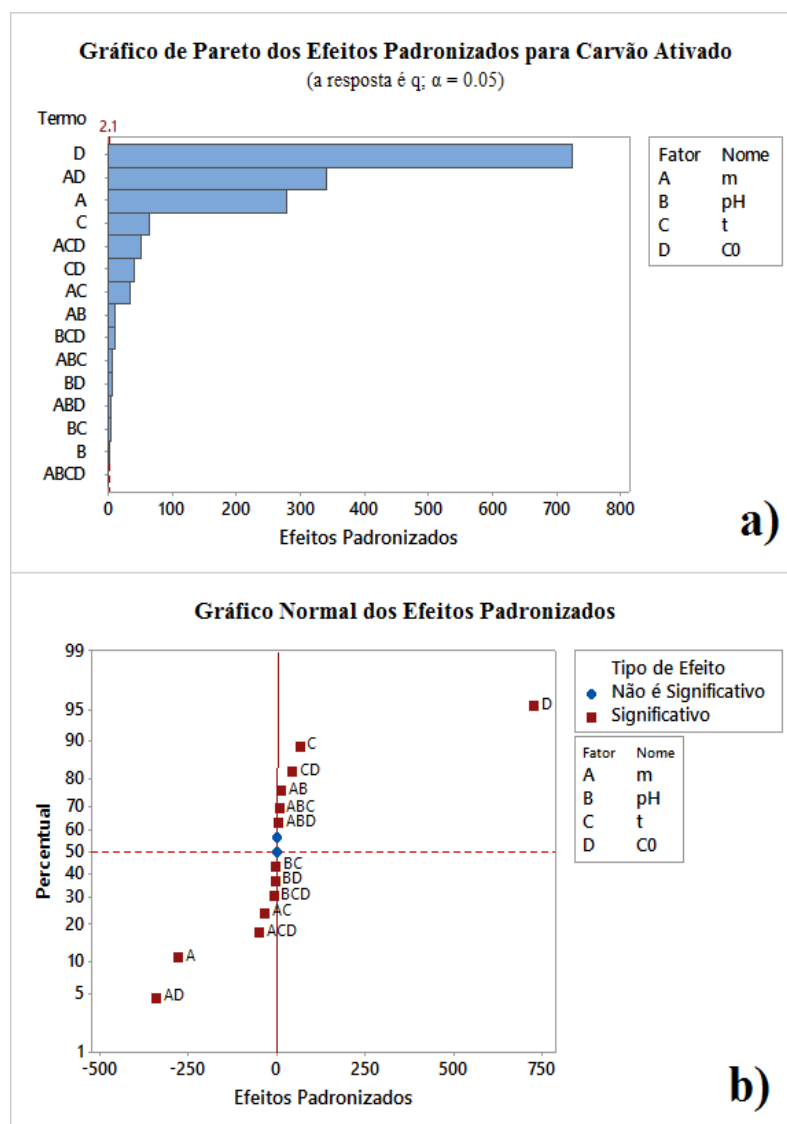 Gráfico de Pareto dos Efeitos Padronizados para Carvão Ativado
(a resposta é q; α = 0.05)
Termo
2.1
D
AD
A
C
ACD
CD
AC
AB
BCD
ABC
BD
ABD
BC
B
ABCD
0 100 200 300 400 500 600 700 800
Efeitos Padronizados
Fator Nome
A m
B pH
C t
D C0
a)
Gráfico Normal dos Efeitos Padronizados
99
95
90
80
70
60
50
40
30
20
10
5
1
Percentual
D
C
CD
AB
ABC
ABD
BC
BD
BCD
AC
ACD
A
AD
-500 -250 0 250 500 750
Efeitos Padronizados
Tipo de Efeito
Não é Significativo
Significativo
Fator Nome
A m
B pH
C t
D C0
b)